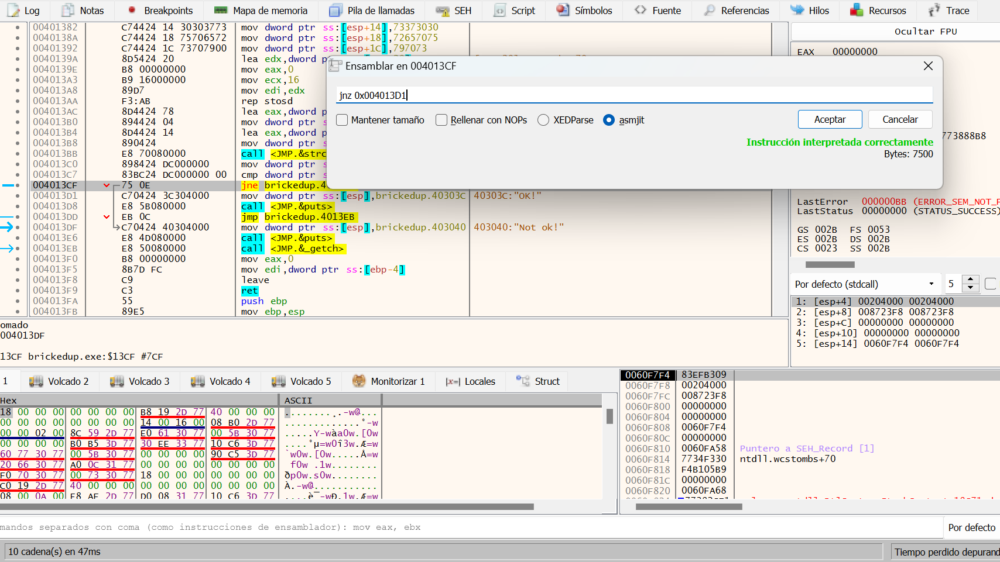 Log Notas Breakpoints Mapa de memoria Pila de llamadas SEH Script Símbolos Fuente Referencias Hilos Recursos Trace
00401382 C74424 14 30303773 mov dword ptr ss:[esp+14],73373030
0040138A C74424 18 75706572 mov dword ptr ss:[esp+18],72657075
00401392 C74424 1C 73707900 mov dword ptr ss:[esp+1C],797073
0040139A 8D5424 20 lea edx,dword p
0040139E B8 00000000 mov eax,0
004013A3 B9 16000000 mov ecx,16
004013A8 89D7 mov edi,edx
004013AA F3:AB rep stosd
004013AC 8D4424 78 lea eax,dword p
004013B0 894424 04 mov dword ptr s
004013B4 8D4424 14 lea eax,dword p
004013B8 890424 mov dword ptr s
004013BB E8 70080000 call <JMP.&strc
004013C0 898424 DC000000 mov dword ptr s
004013C7 83BC24 DC000000 00 cmp dword ptr s
004013CF 75 0E jne brickedup.4
004013D1 C70424 3C304000 mov dword ptr ss:[esp],brickedup.40303C 40303C:"OK!"
004013D8 E8 5B080000 call <JMP.&puts>
004013DD EB 0C jmp brickedup.4013EB
004013DF C70424 40304000 mov dword ptr ss:[esp],brickedup.403040 403040:"Not ok!"
004013E6 E8 4D080000 call <JMP.&puts>
004013EB E8 50080000 call <JMP.&_getch>
004013F0 B8 00000000 mov eax,0
004013F5 8B7D FC mov edi,dword ptr ss:[ebp-4]
004013F8 C9 leave
004013F9 C3 ret
004013FA 55 push ebp
004013FB 89E5 mov ebp,esp
Ensamblar en 004013CF
jnz 0x004013D1
Mantener tamaño Rellenar con NOPs XEDParse asmjit Aceptar Cancelar
Instrucción interpretada correctamente
Bytes: 7500
Ocultar FPU
EAX 00000000
773888B8
LastError 000000BB (ERROR_SEM_NOT_F
LastStatus 00000000 (STATUS_SUCCESS)
GS 002B FS 0053
ES 002B DS 002B
CS 0023 SS 002B
Por defecto (stdcall) 5
1: [esp+4] 00204000 00204000
2: [esp+8] 008723F8 008723F8
3: [esp+C] 00000000 00000000
4: [esp+10] 00000000 00000000
5: [esp+14] 0060F7F4 0060F7F4
omado
004013DF
13CF brickedup.exe:$13CF #7CF
1 Volcado 2 Volcado 3 Volcado 4 Volcado 5 Monitorizar 1 Locales Struct
Hex ASCII
18 00 00 00 00 00 00 00 B8 19 2D 77 40 00 00 00 .........¸.-w@...
00 00 00 00 00 00 00 00 14 00 16 00 08 B0 2D 77 ..............°-w
00 00 02 00 8C 59 2D 77 E0 61 30 77 00 5B 30 77 .....Y-wàa0w.[0w
00 00 00 00 B0 B5 3D 77 30 EE 33 77 10 C6 3D 77 ....°µ=w0î3w.Æ=w
60 77 30 77 00 5B 30 77 00 00 00 00 90 C5 3D 77 `w0w.[0w.....Å=w
20 66 30 77 A0 0C 31 77 00 00 00 00 00 00 00 00 f0w .1w........
F0 70 30 77 00 73 30 77 18 00 00 00 00 00 00 00 ðp0w.s0w........
C0 19 2D 77 40 00 00 00 00 00 00 00 00 00 00 00 À.-w@...........
08 00 0A 00 E8 AF 2D 77 D0 08 31 77 10 C6 3D 77 ....è¯-wÐ.1w.Æ=w
0060F7F4 83EFB309
0060F7F8 00204000
0060F7FC 008723F8
0060F800 00000000
0060F804 00000000
0060F808 0060F7F4
0060F80C 00000000
0060F810 0060FA58 Puntero a SEH_Record [1]
0060F814 7734F330 ntdll.wcstombs+70
0060F818 F4B105B9
0060F81C 00000000
0060F820 0060FA68
mandos separados con coma (como instrucciones de ensamblador): mov eax, ebx
Por defecto
10 cadena(s) en 47ms
Tiempo perdido depurand